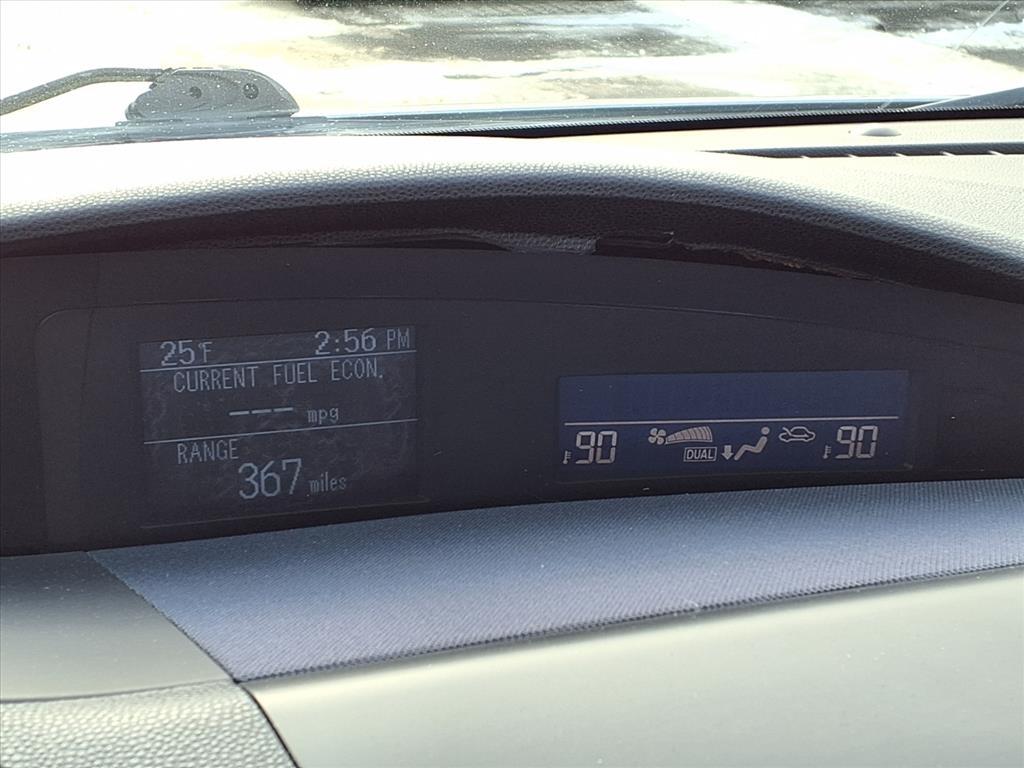 25°F 2:56 PM
CURRENT FUEL ECON.
--- mpg
RANGE
367 miles
90 DUAL 90